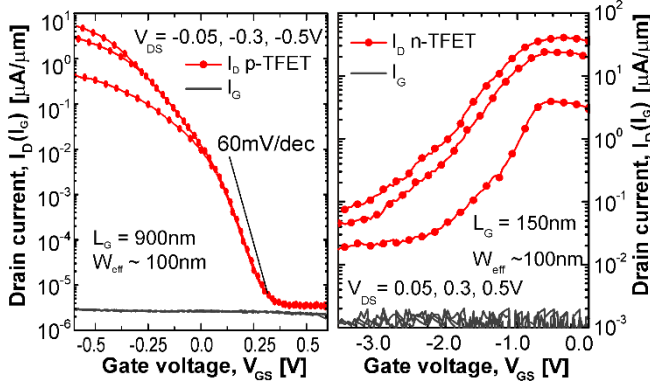 10¹
10⁰
10⁻¹
10⁻²
10⁻³
10⁻⁴
10⁻⁵
10⁻⁶
Drain current, I_D(I_G) [µA/µm]
V_DS = -0.05, -0.3, -0.5V
I_D p-TFET
I_G
60mV/dec
L_G = 900nm
W_eff ~ 100nm
-0.5 -0.25 0.0 0.25 0.5
Gate voltage, V_GS [V]
I_D n-TFET
I_G
L_G = 150nm
W_eff ~100nm
V_DS = 0.05, 0.3, 0.5V
-3.0 -2.0 -1.0 0.0
Gate voltage, V_GS [V]
10²
10¹
10⁰
10⁻¹
10⁻²
10⁻³
Drain current, I_D(I_G) [µA/µm]